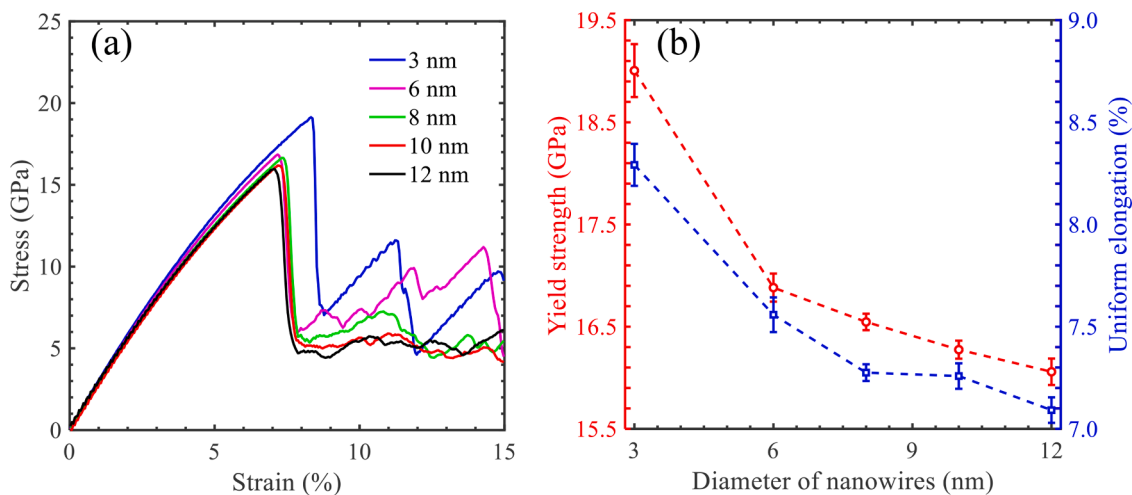 (a)
25
20
15
10
5
0
Stress (GPa)
0 5 10 15
Strain (%)
3 nm
6 nm
8 nm
10 nm
12 nm
(b)
19.5
18.5
17.5
16.5
15.5
Yield strength (GPa)
9.0
8.5
8.0
7.5
7.0
Uniform elongation (%)
3 6 9 12
Diameter of nanowires (nm)